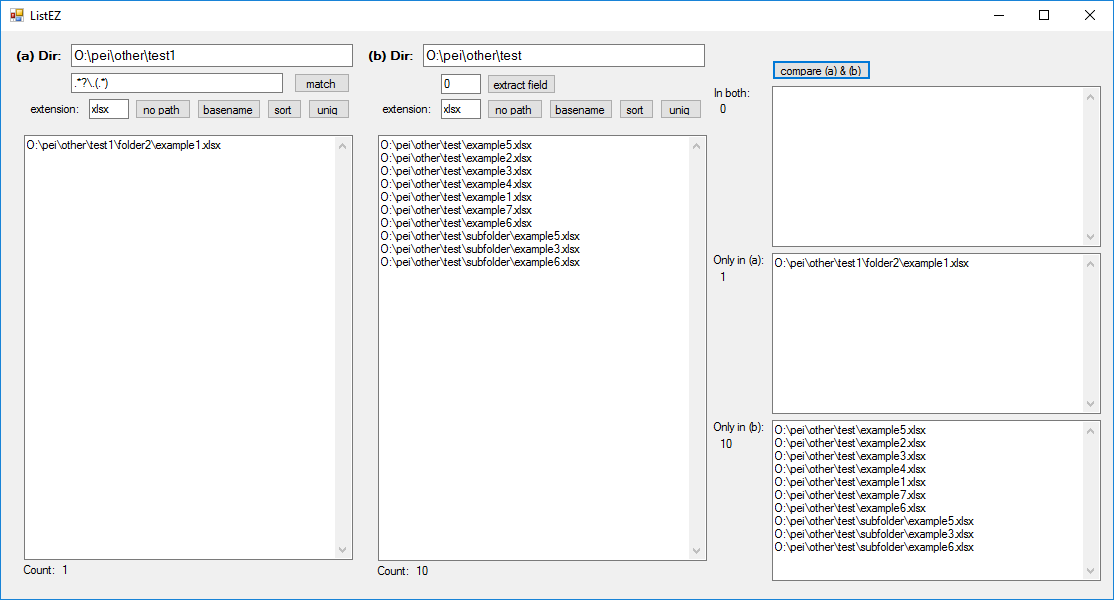 ListEZ
(a) Dir: O:\pei\other\test1
(b) Dir: O:\pei\other\test
.*?\.(.*)
match
0
extract field
compare (a) & (b)
extension: xlsx no path basename sort uniq
extension: xlsx no path basename sort uniq
In both:
0
O:\pei\other\test1\folder2\example1.xlsx
Count: 1
O:\pei\other\test\example5.xlsx
O:\pei\other\test\example2.xlsx
O:\pei\other\test\example3.xlsx
O:\pei\other\test\example4.xlsx
O:\pei\other\test\example1.xlsx
O:\pei\other\test\example7.xlsx
O:\pei\other\test\example6.xlsx
O:\pei\other\test\subfolder\example5.xlsx
O:\pei\other\test\subfolder\example3.xlsx
O:\pei\other\test\subfolder\example6.xlsx
Count: 10
Only in (a):
1
O:\pei\other\test1\folder2\example1.xlsx
Only in (b):
10
O:\pei\other\test\example5.xlsx
O:\pei\other\test\example2.xlsx
O:\pei\other\test\example3.xlsx
O:\pei\other\test\example4.xlsx
O:\pei\other\test\example1.xlsx
O:\pei\other\test\example7.xlsx
O:\pei\other\test\example6.xlsx
O:\pei\other\test\subfolder\example5.xlsx
O:\pei\other\test\subfolder\example3.xlsx
O:\pei\other\test\subfolder\example6.xlsx